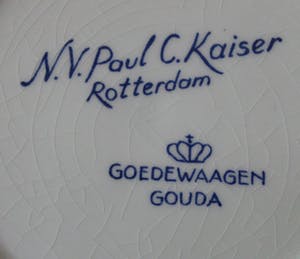 N.V. Paul C. Kaiser
Rotterdam
GOEDEWAAGEN
GOUDA